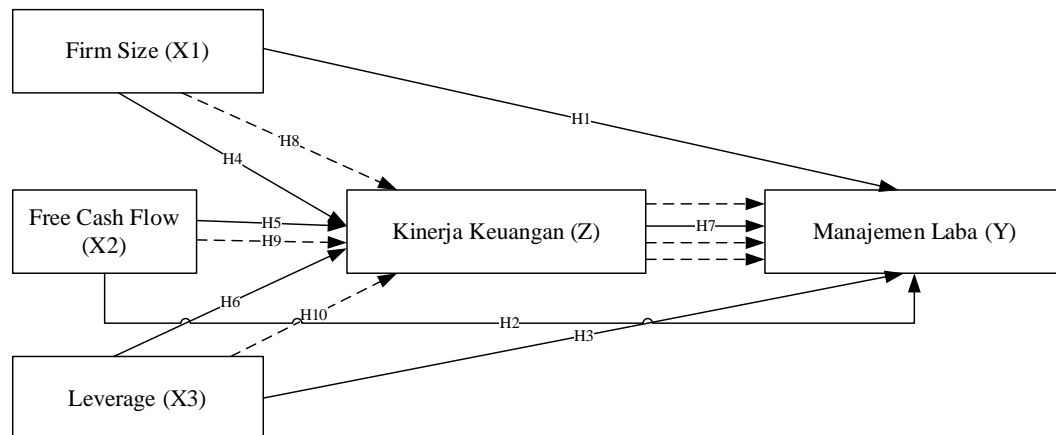 Firm Size (X1)
H1
H8
H4
Free Cash Flow
(X2)
H5
H9
Kinerja Keuangan (Z)
H7
Manajemen Laba (Y)
H6
H10
H2
H3
Leverage (X3)